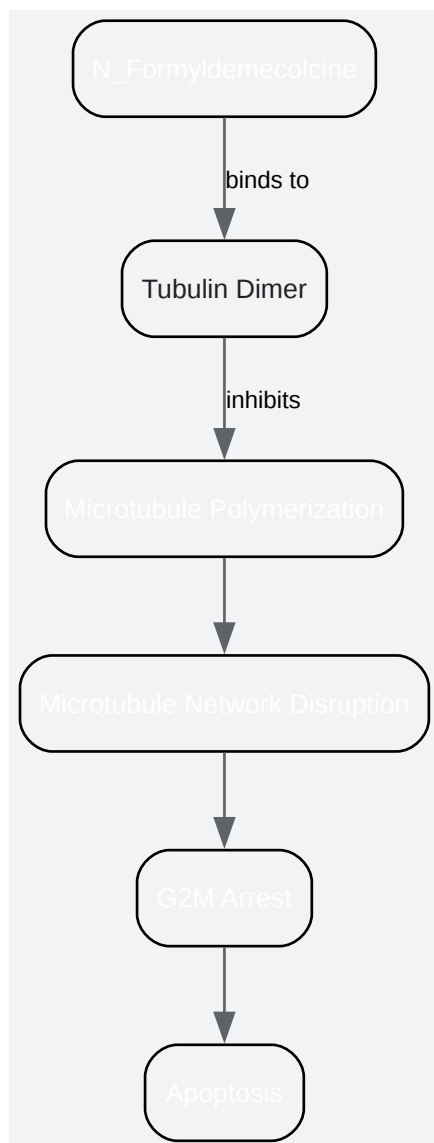 N_Formyldemecolcine
binds to
Tubulin Dimer
inhibits
Microtubule Polymerization
Microtubule Network Disruption
G2M Arrest
Apoptosis